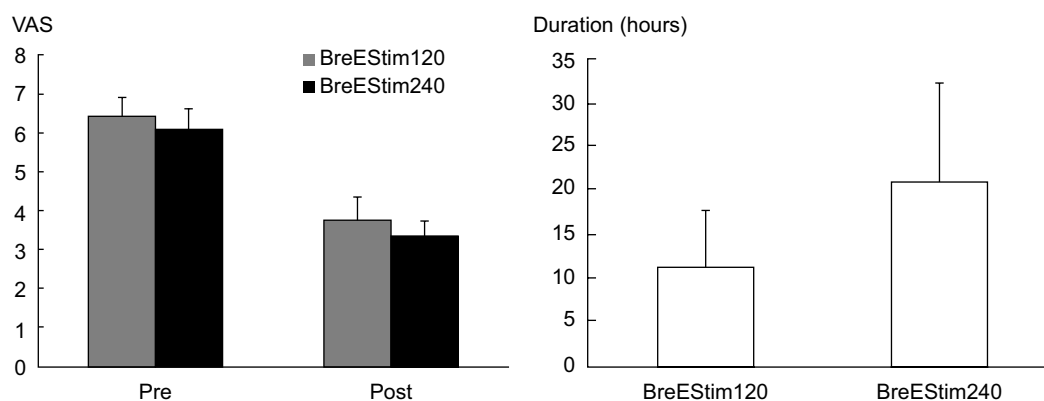 VAS
8
7
6
5
4
3
2
1
0
BreEStim120
BreEStim240
Pre Post
Duration (hours)
35
30
25
20
15
10
5
0
BreEStim120 BreEStim240